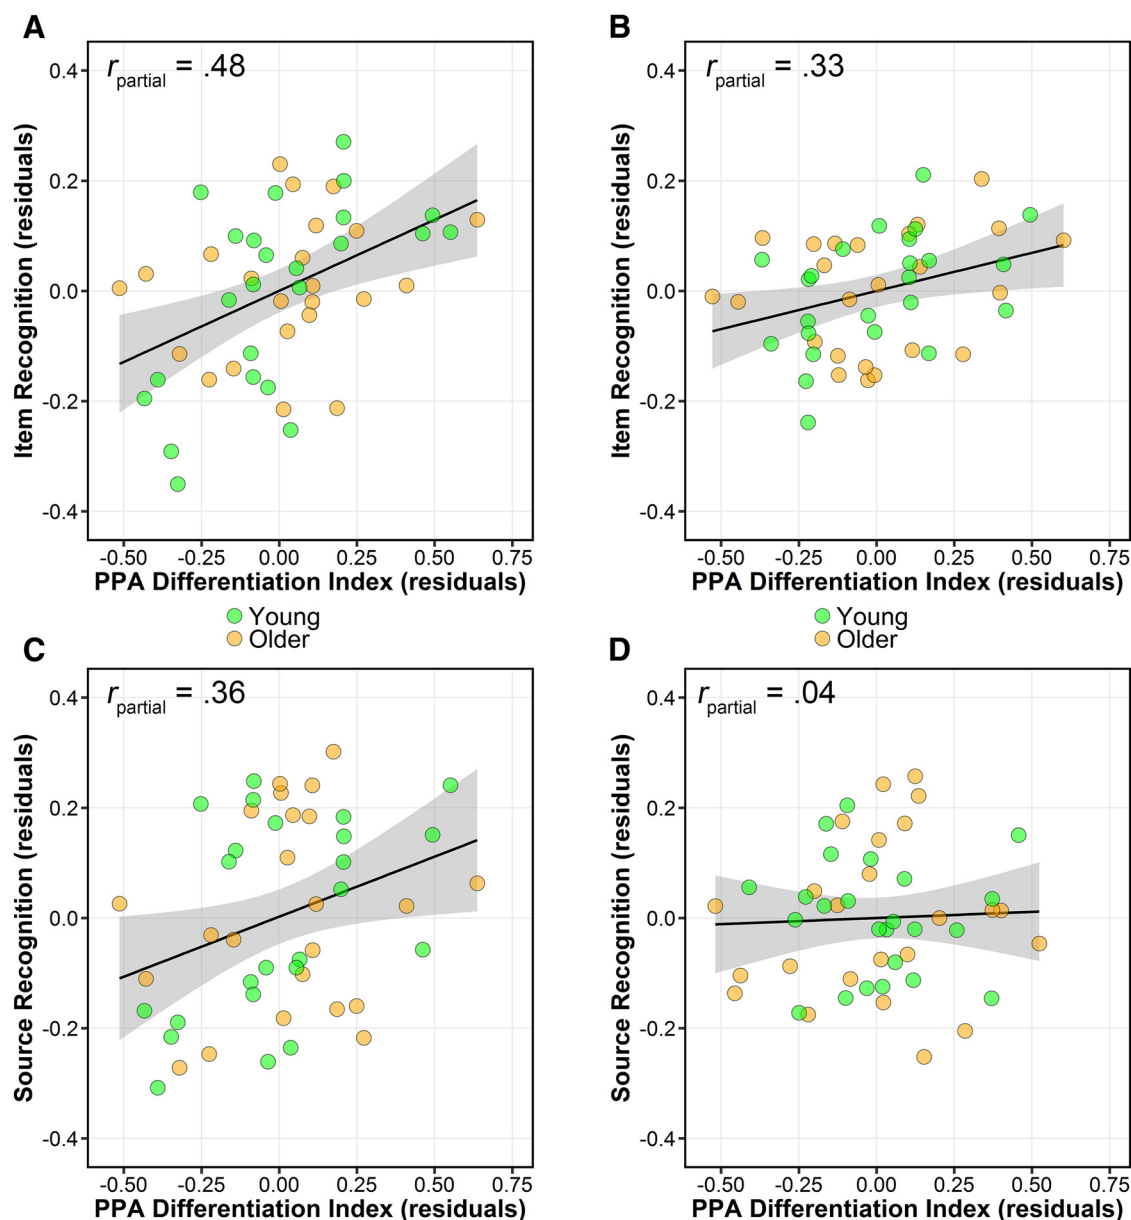 A
r partial = .48
Item Recognition (residuals)
0.4
0.2
0.0
-0.2
-0.4
-0.50 -0.25 0.00 0.25 0.50 0.75
PPA Differentiation Index (residuals)
Young
Older
B
r partial = .33
Item Recognition (residuals)
0.4
0.2
0.0
-0.2
-0.4
-0.50 -0.25 0.00 0.25 0.50 0.75
PPA Differentiation Index (residuals)
Young
Older
C
r partial = .36
Source Recognition (residuals)
0.4
0.2
0.0
-0.2
-0.4
-0.50 -0.25 0.00 0.25 0.50 0.75
PPA Differentiation Index (residuals)
D
r partial = .04
Source Recognition (residuals)
0.4
0.2
0.0
-0.2
-0.4
-0.50 -0.25 0.00 0.25 0.50 0.75
PPA Differentiation Index (residuals)